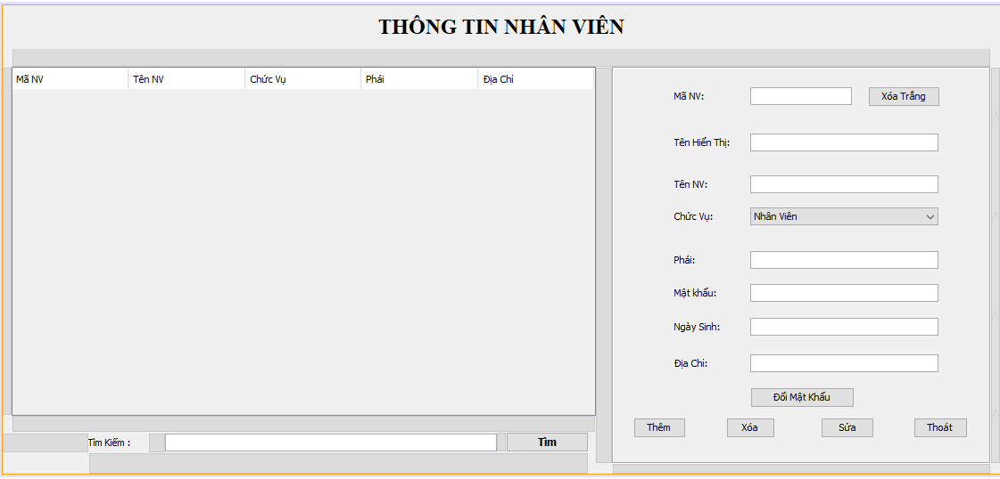 THÔNG TIN NHÂN VIÊN
Mã NV Tên NV Chức Vụ Phái Địa Chỉ
Mã NV: Xóa Trắng
Tên Hiển Thị:
Tên NV:
Chức Vụ: Nhân Viên
Phái:
Mật khẩu:
Ngày Sinh:
Địa Chỉ:
Đổi Mật Khẩu
Thêm Xóa Sửa Thoát
Tìm Kiếm : Tìm